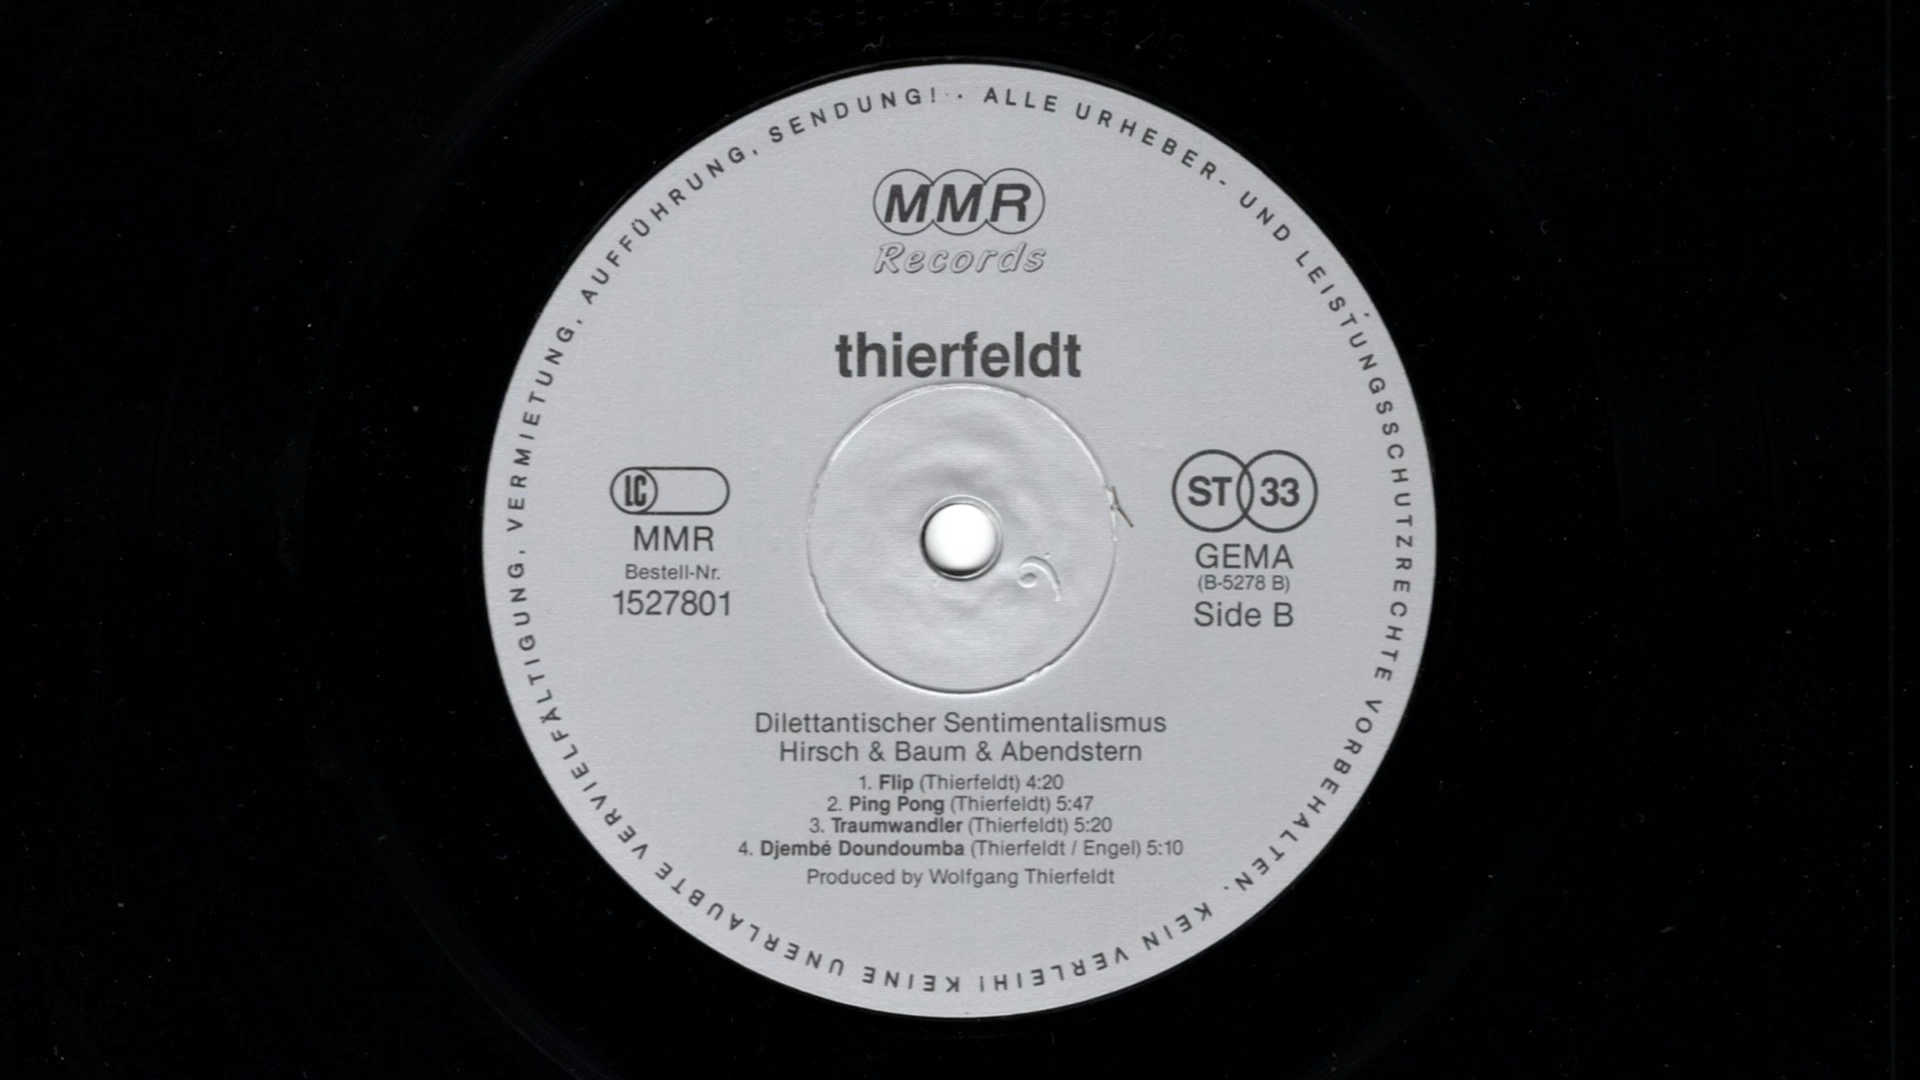 ALLE URHEBER- UND LEISTUNGSSCHUTZRECHTE VORBEHALTEN. KEIN VERLEIH! KEINE UNERLAUBTE VERVIELFÄLTIGUNG, VERMIETUNG, AUFFÜHRUNG, SENDUNG!
MMR
Records
thierfeldt
LC
MMR
Bestell-Nr.
1527801
ST 33
GEMA
(B-5278 B)
Side B
Dilettantischer Sentimentalismus
Hirsch & Baum & Abendstern
1. Flip (Thierfeldt) 4:20
2. Ping Pong (Thierfeldt) 5:47
3. Traumwandler (Thierfeldt) 5:20
4. Djembé Doundoumba (Thierfeldt / Engel) 5:10
Produced by Wolfgang Thierfeldt